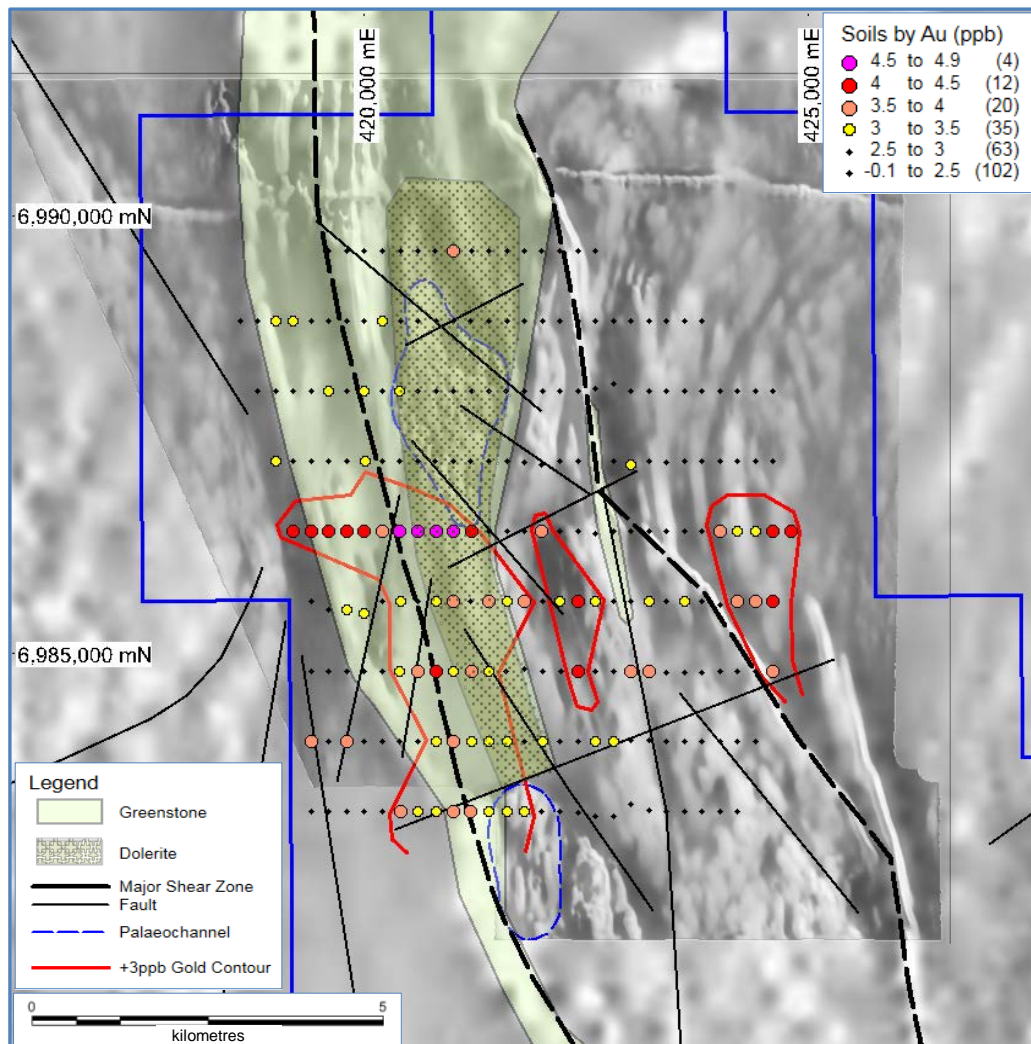 Soils by Au (ppb)
4.5 to 4.9 (4)
4 to 4.5 (12)
3.5 to 4 (20)
3 to 3.5 (35)
2.5 to 3 (63)
-0.1 to 2.5 (102)
420,000 mE
425,000 mE
6,990,000 mN
6,985,000 mN
Legend
Greenstone
Dolerite
Major Shear Zone
Fault
Palaeochannel
+3ppb Gold Contour
0 5
kilometres